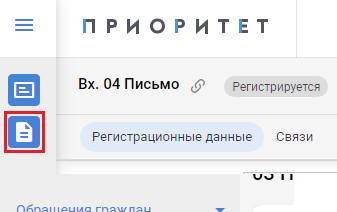 ПРИОРИТЕТ
Вх. 04 Письмо Регистрируется
Регистрационные данные Связи
Обращения граждан